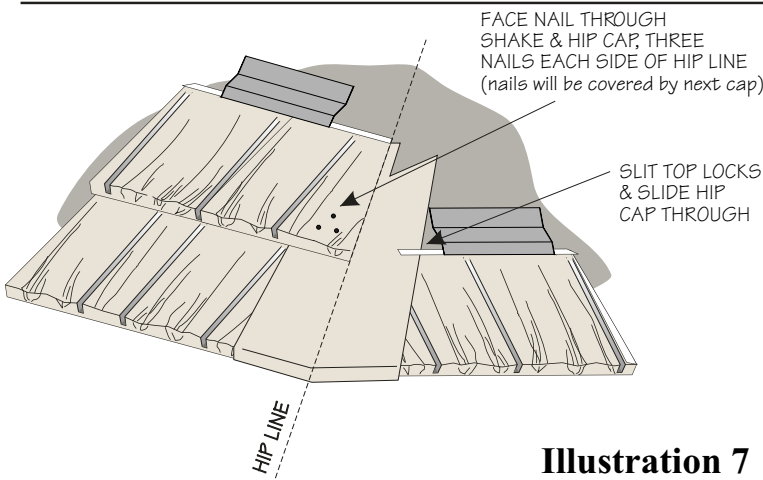 FACE NAIL THROUGH
SHAKE & HIP CAP, THREE
NAILS EACH SIDE OF HIP LINE
(nails will be covered by next cap)
SLIT TOP LOCKS
& SLIDE HIP
CAP THROUGH
HIP LINE
Illustration 7